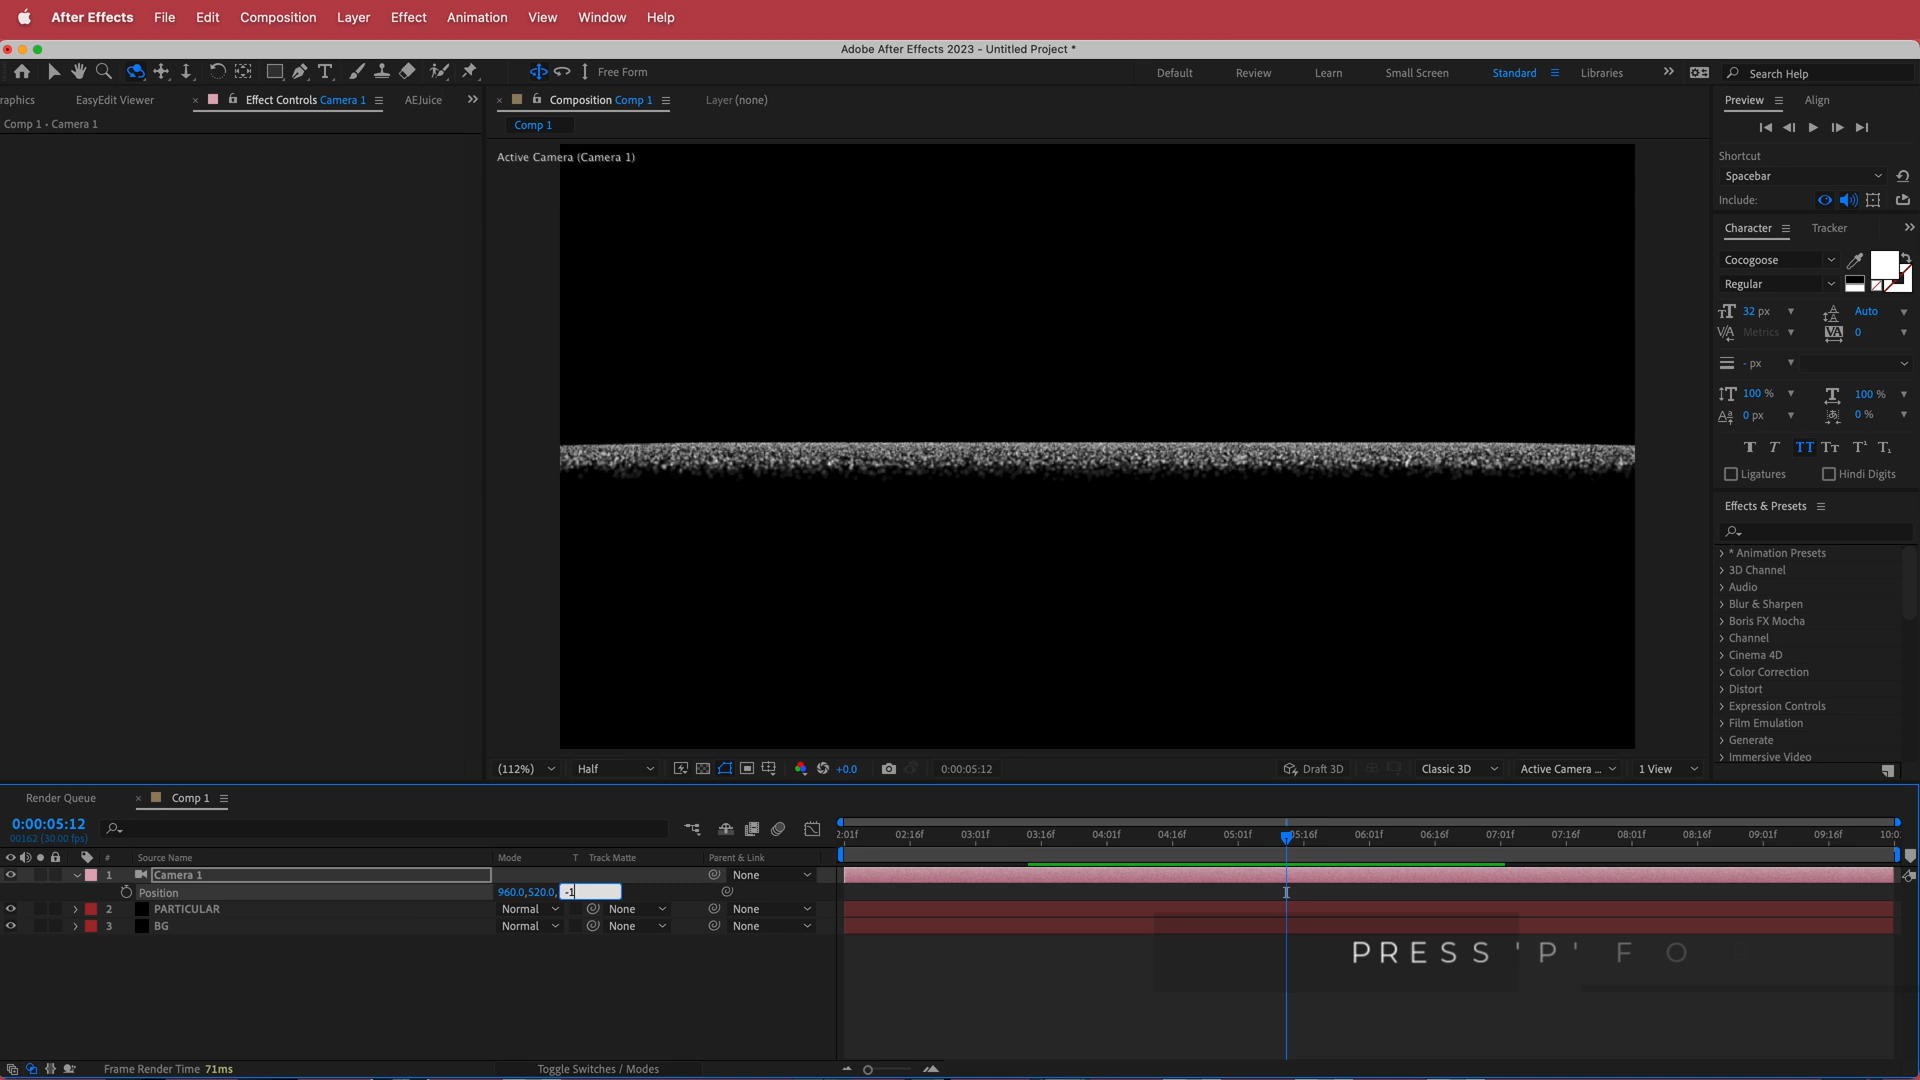 After Effects File Edit Composition Layer Effect Animation View Window Help
Adobe After Effects 2023 - Untitled Project *
Free Form
Default Review Learn Small Screen Standard Libraries
Search Help
raphics EasyEdit Viewer × Effect Controls Camera 1 AEJuice
× Composition Comp 1 Layer (none)
Preview Align
Comp 1 • Camera 1
Comp 1
Active Camera (Camera 1)
Shortcut
Spacebar
Include:
Character Tracker
Cocogoose
Regular
32 px Auto
Metrics 0
- px
100 % 100 %
0 px 0 %
Ligatures Hindi Digits
Effects & Presets
* Animation Presets
3D Channel
Audio
Blur & Sharpen
Boris FX Mocha
Channel
Cinema 4D
Color Correction
Distort
Expression Controls
Film Emulation
Generate
Immersive Video
(112%) Half +0.0 0:00:05:12 Draft 3D Classic 3D Active Camera ... 1 View
Render Queue × Comp 1
0:00:05:12
00162 (30.00 fps)
2:01f 02:16f 03:01f 03:16f 04:01f 04:16f 05:01f 05:16f 06:01f 06:16f 07:01f 07:16f 08:01f 08:16f 09:01f 09:16f 10:0
# Source Name Mode T Track Matte Parent & Link
1 Camera 1 None
Position 960.0,520.0, -1
2 PARTICULAR Normal None None
3 BG Normal None None
PRESS 'P' FO
Frame Render Time 71ms Toggle Switches / Modes